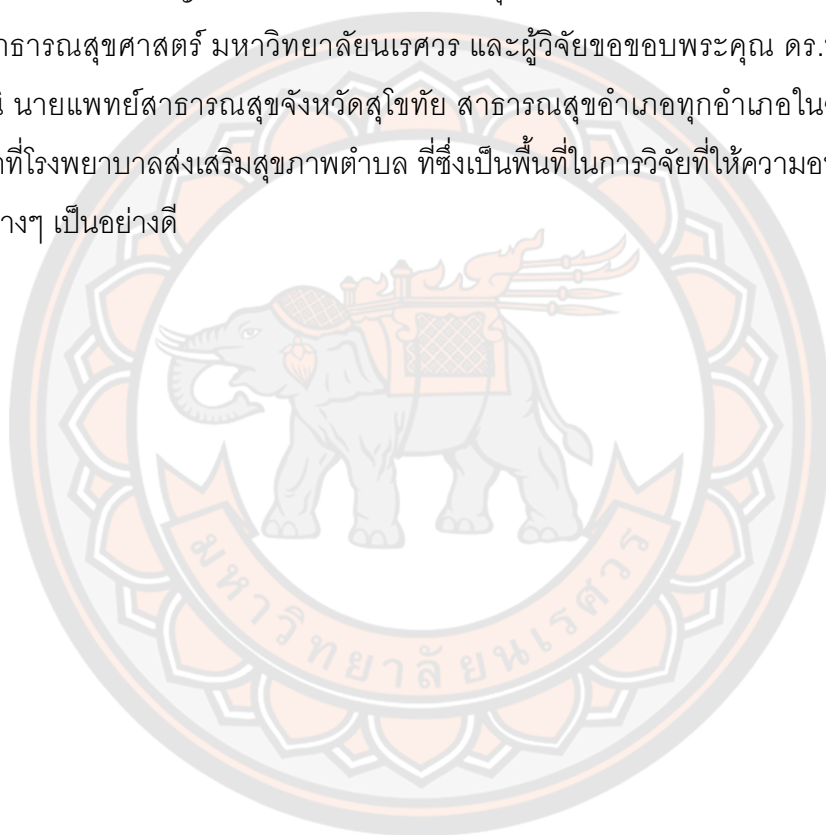 สาธารณสุขศาสตร์ มหาวิทยาลัยนเรศวร และผู้วิจัยขอขอบพระคุณ ดร.
นายแพทย์สาธารณสุขจังหวัดสุโขทัย สาธารณสุขอำเภอทุกอำเภอใน
ที่โรงพยาบาลส่งเสริมสุขภาพตำบล ที่ซึ่งเป็นพื้นที่ในการวิจัยที่ให้ความ
างๆ เป็นอย่างดี
มหาวิทยาลัยนเรศวร